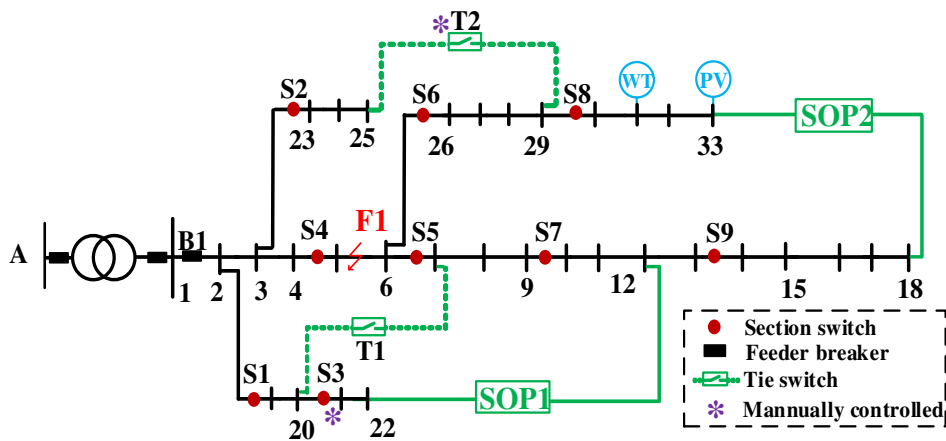 * T2
WT
PV
S2
S6
S8
SOP2
23
25
26
29
33
F1
A
B1
S4
S5
S7
S9
1
2
3
4
6
9
12
15
18
T1
S1
S3
*
20
22
SOP1
Section switch
Feeder breaker
Tie switch
* Mannually controlled